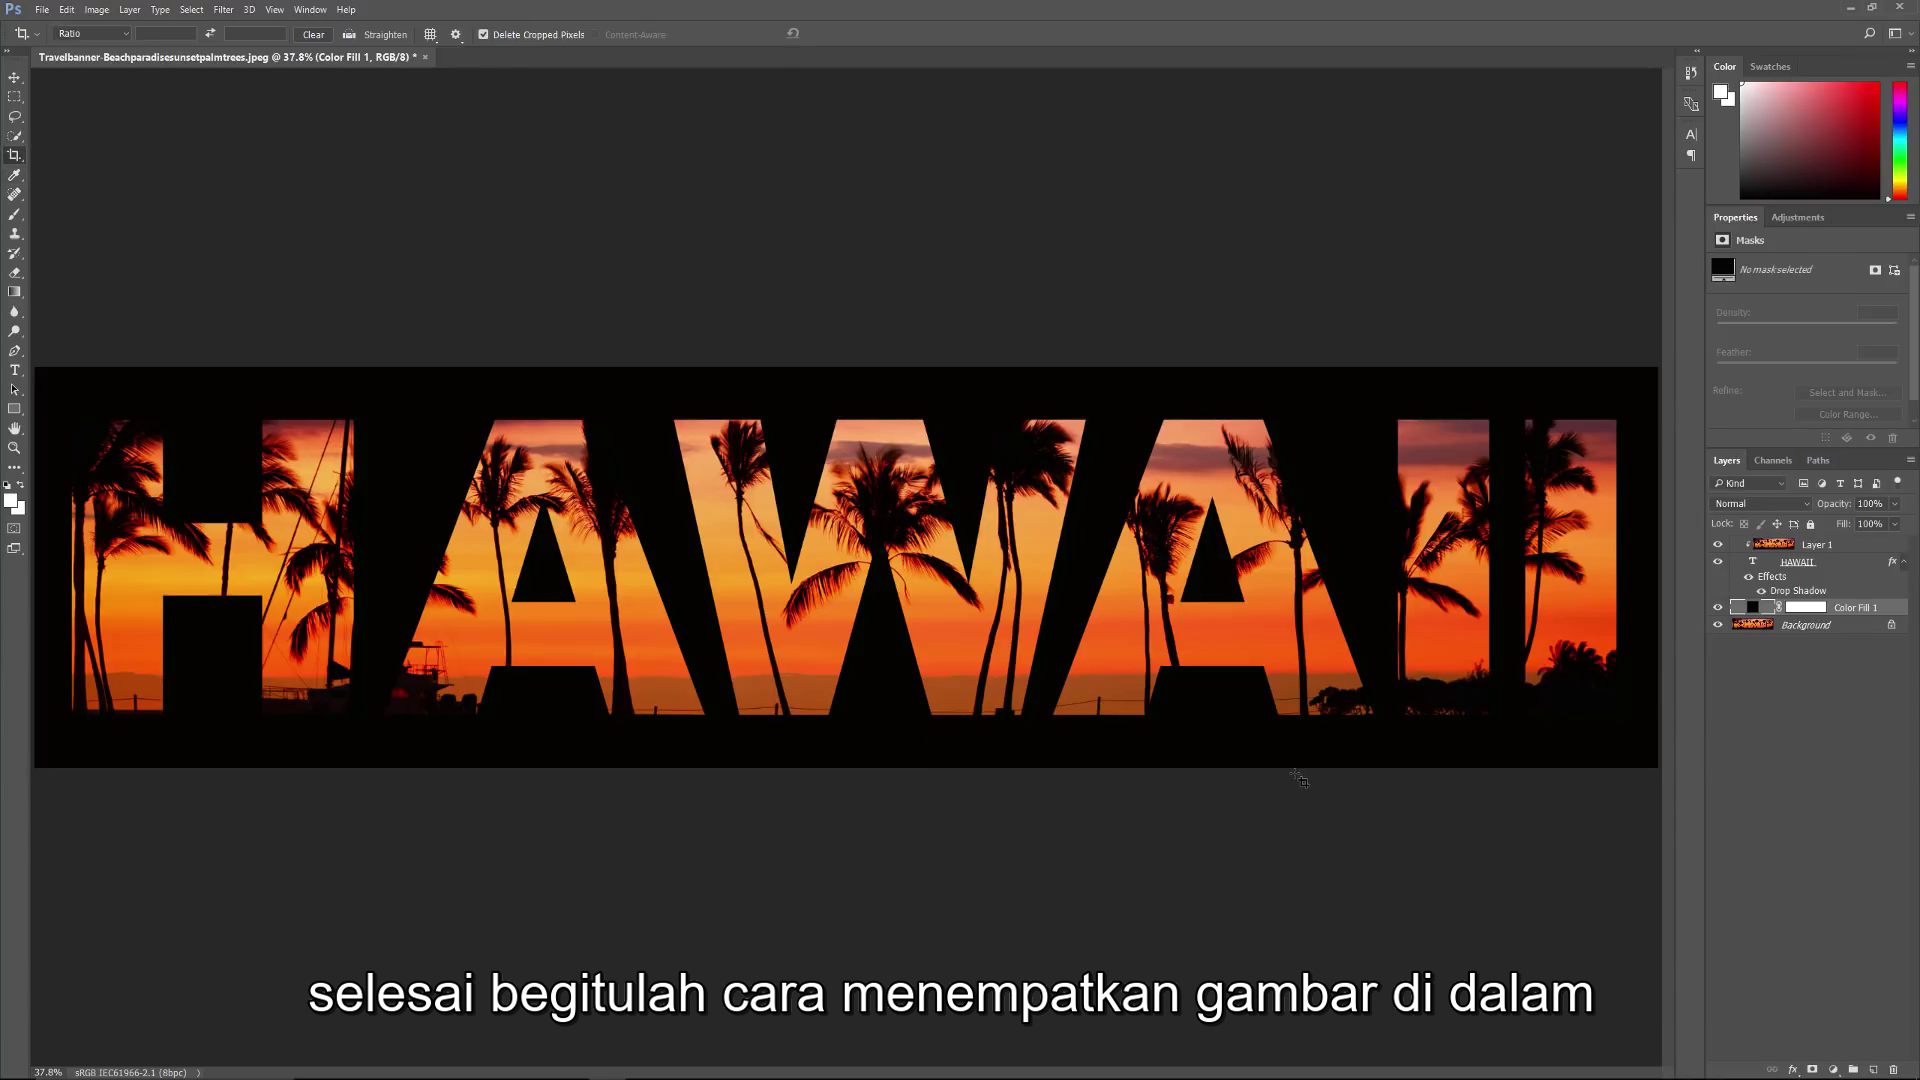 Ps File Edit Image Layer Type Select Filter 3D View Window Help
Ratio Clear Straighten Delete Cropped Pixels Content-Aware
Travelbanner-Beachparadisesunsetpalmtrees.jpeg @ 37.8% (Color Fill 1, RGB/8) *
Color Swatches
Properties Adjustments
Masks
No mask selected
Density:
Feather:
Refine: Select and Mask...
Color Range...
Layers Channels Paths
Kind
Normal Opacity: 100%
Lock: Fill: 100%
Layer 1
HAWAII fx
Effects
Drop Shadow
Color Fill 1
Background
HAWAII
selesai begitulah cara menempatkan gambar di dalam
37.8% sRGB IEC61966-2.1 (8bpc)